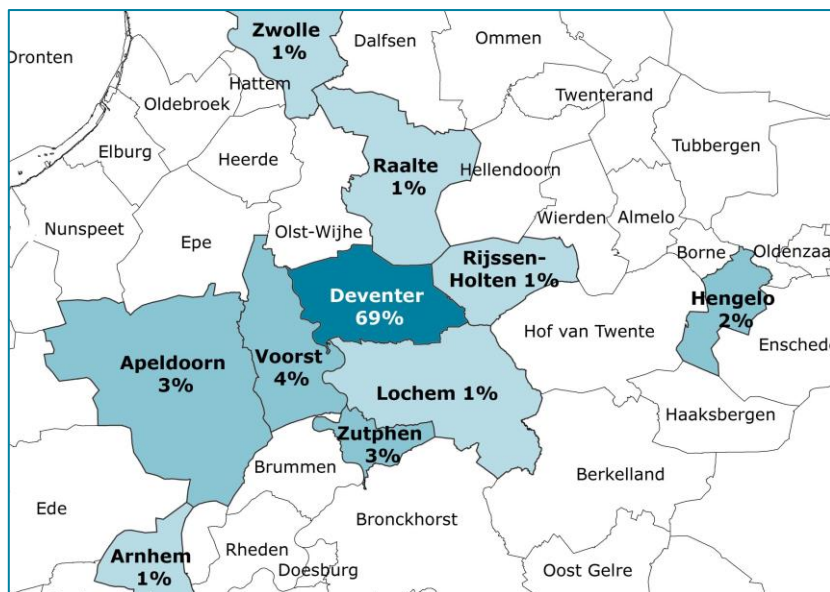 Zwolle
1%
Dalfsen
Ommen
Dronten
Hattem
Oldebroek
Twenterand
Tubbergen
Elburg
Heerde
Raalte
1%
Hellendoorn
Nunspeet
Epe
Olst-Wijhe
Wierden
Almelo
Borne
Oldenzaa
Rijssen-
Holten 1%
Deventer
69%
Hengelo
2%
Hof van Twente
Enschede
Apeldoorn
3%
Voorst
4%
Lochem 1%
Haaksbergen
Zutphen
3%
Brummen
Berkelland
Ede
Bronckhorst
Arnhem
1%
Rheden
Doesburg
Oost Gelre